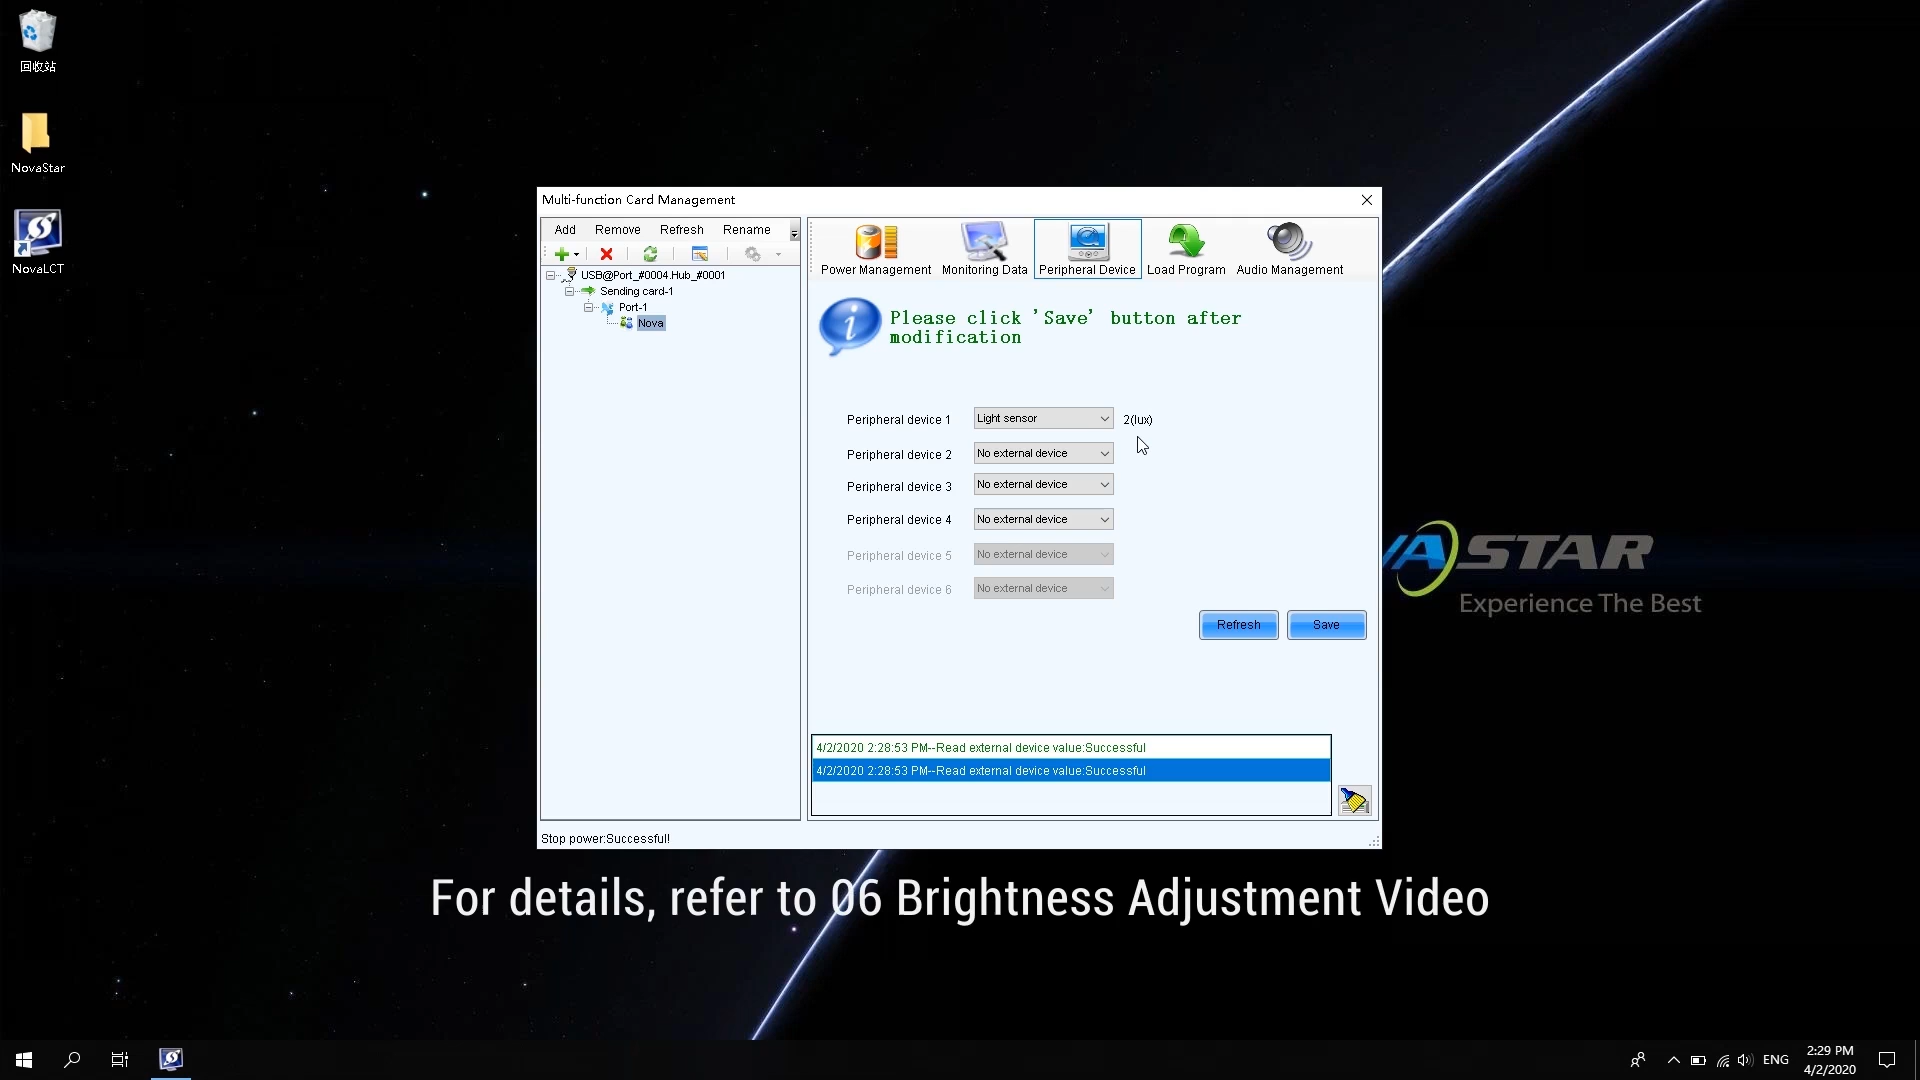 回收站
NovaStar
NovaLCT
Multi-function Card Management
Add Remove Refresh Rename
USB@Port_#0004.Hub_#0001
Sending card-1
Port-1
Nova
Power Management Monitoring Data Peripheral Device Load Program Audio Management
Please click 'Save' button after
modification
Peripheral device 1 Light sensor 2(lux)
Peripheral device 2 No external device
Peripheral device 3 No external device
Peripheral device 4 No external device
Peripheral device 5 No external device
Peripheral device 6 No external device
Refresh Save
4/2/2020 2:28:53 PM--Read external device value:Successful
4/2/2020 2:28:53 PM--Read external device value:Successful
Stop power:Successful!
ASTAR
Experience The Best
For details, refer to 06 Brightness Adjustment Video
ENG
2:29 PM
4/2/2020